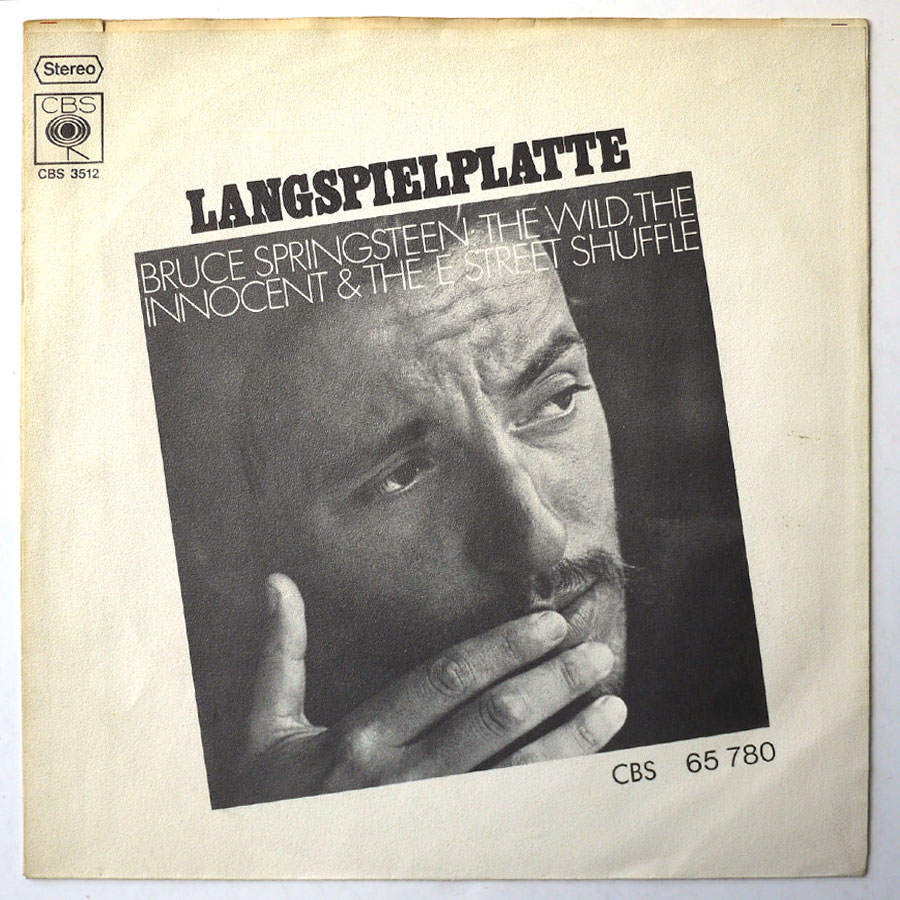 Stereo
CBS
CBS 3512
LANGSPIELPLATTE
BRUCE SPRINGSTEEN: THE WILD, THE
INNOCENT & THE E STREET SHUFFLE
CBS 65 780